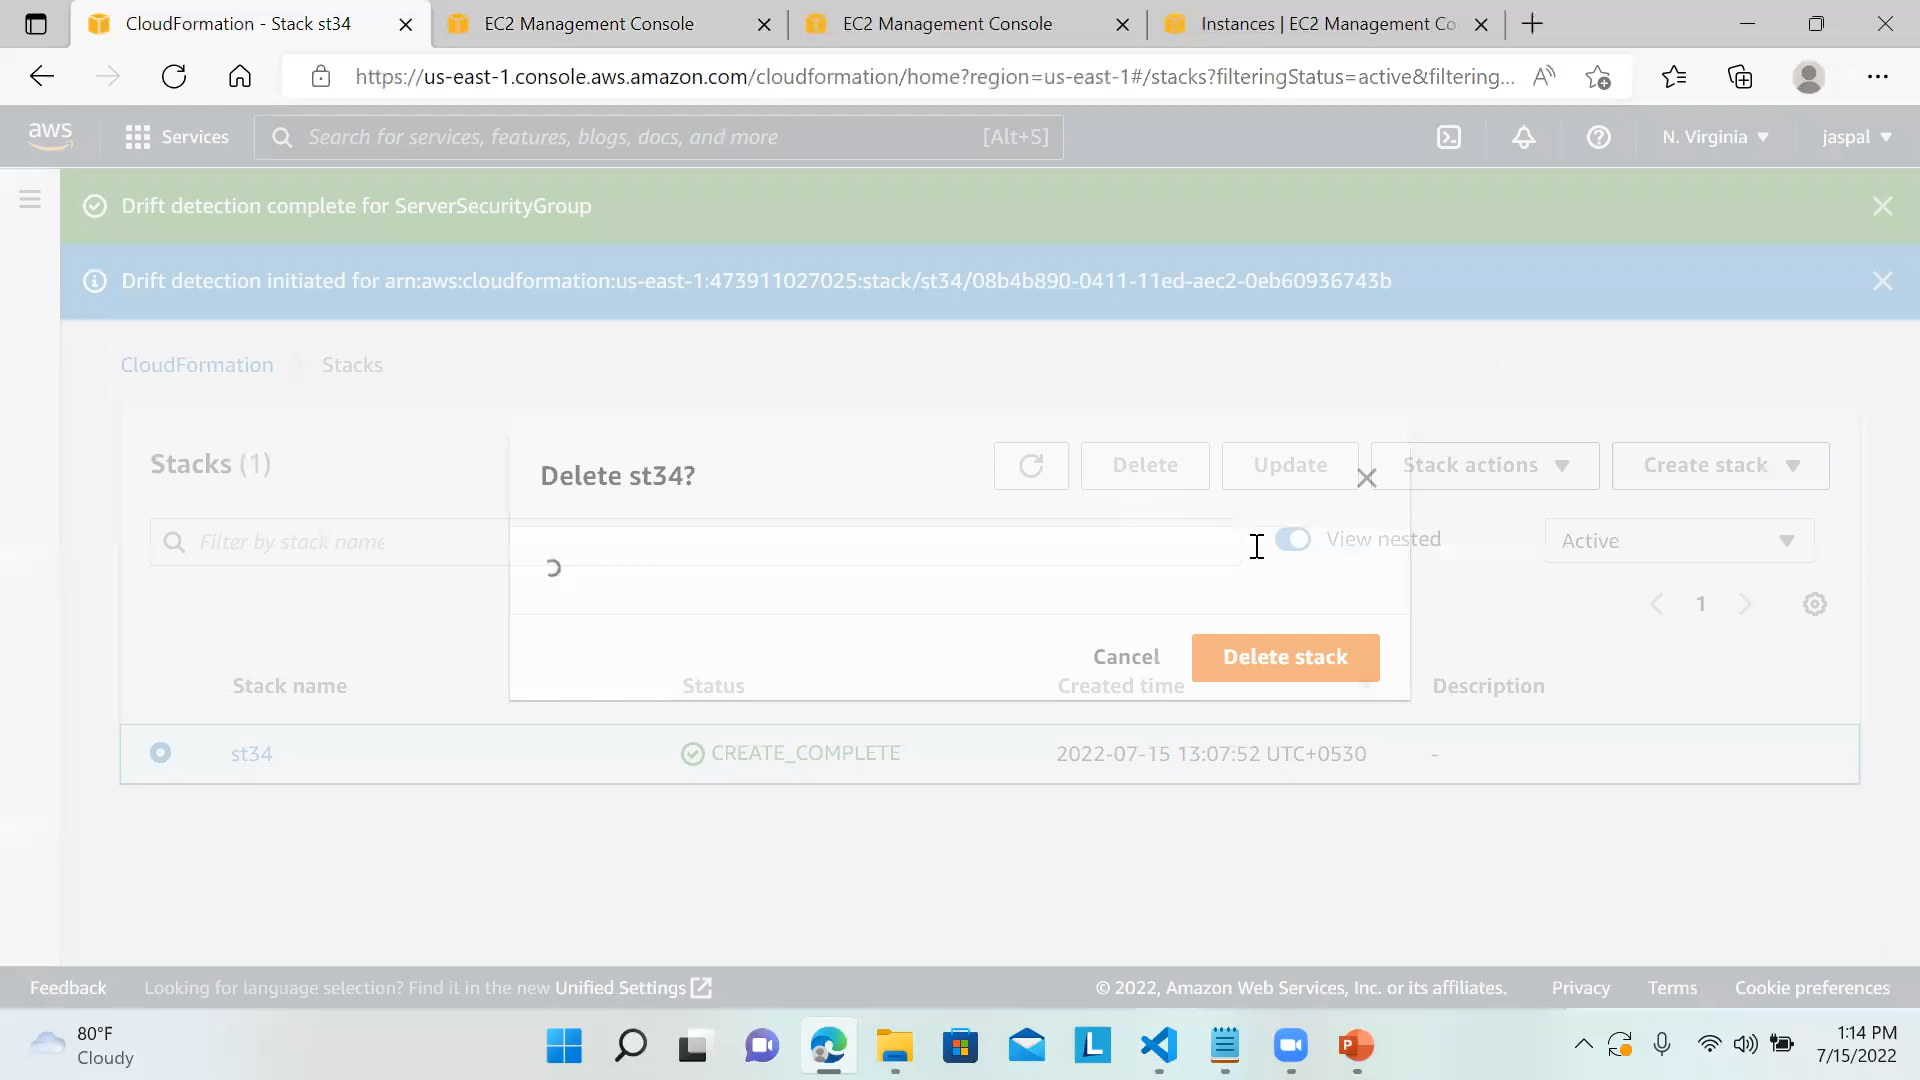 CloudFormation - Stack st34
EC2 Management Console
EC2 Management Console
Instances | EC2 Management Co
https://us-east-1.console.aws.amazon.com/cloudformation/home?region=us-east-1#/stacks?filteringStatus=active&filtering...
aws
Services
Search for services, features, blogs, docs, and more
[Alt+S]
N. Virginia
jaspal
Drift detection complete for ServerSecurityGroup
Drift detection initiated for arn:aws:cloudformation:us-east-1:473911027025:stack/st34/08b4b890-0411-11ed-aec2-0eb60936743b
CloudFormation
Stacks
Stacks (1)
Delete st34?
Delete
Update
Stack actions
Create stack
Filter by stack name
View nested
Active
1
Cancel
Delete stack
Stack name
Status
Created time
Description
st34
CREATE_COMPLETE
2022-07-15 13:07:52 UTC+0530
-
Feedback
Looking for language selection? Find it in the new Unified Settings
© 2022, Amazon Web Services, Inc. or its affiliates.
Privacy
Terms
Cookie preferences
80°F
Cloudy
1:14 PM
7/15/2022